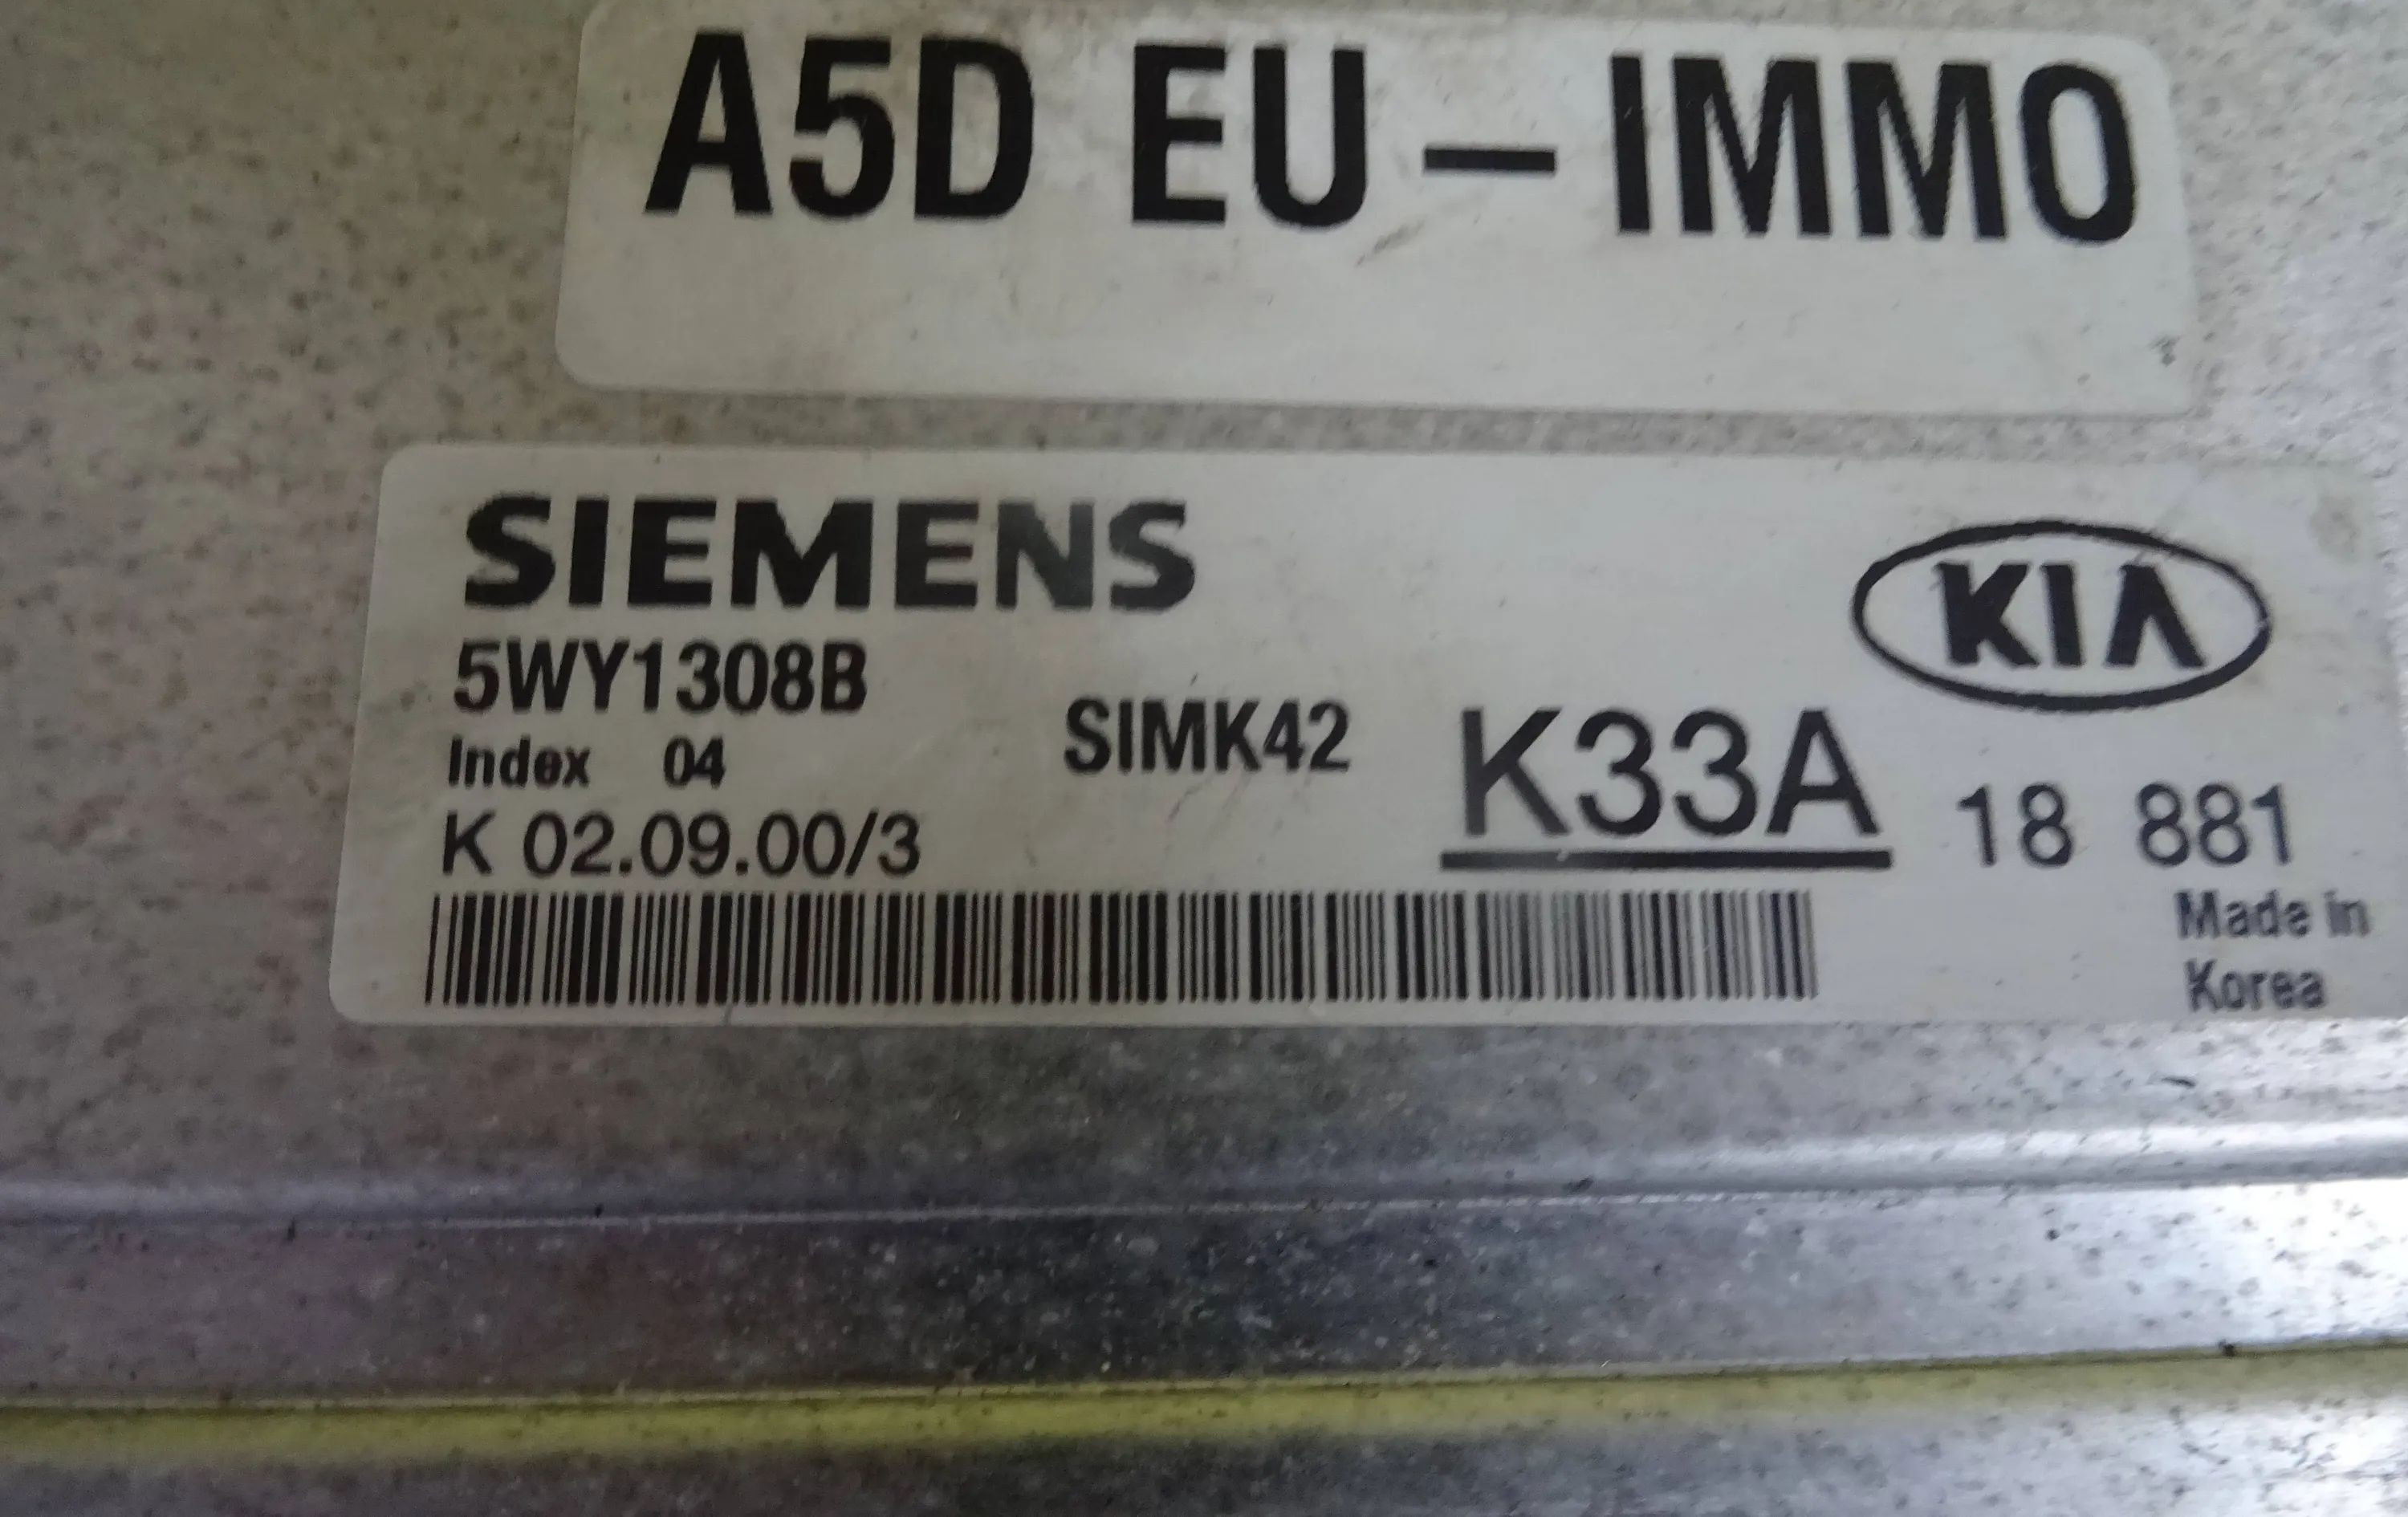 A5D EU – IMMO
SIEMENS
KIA
5WY1308B
Index 04
SIMK42
K33A
18 881
K 02.09.00/3
Made in
Korea